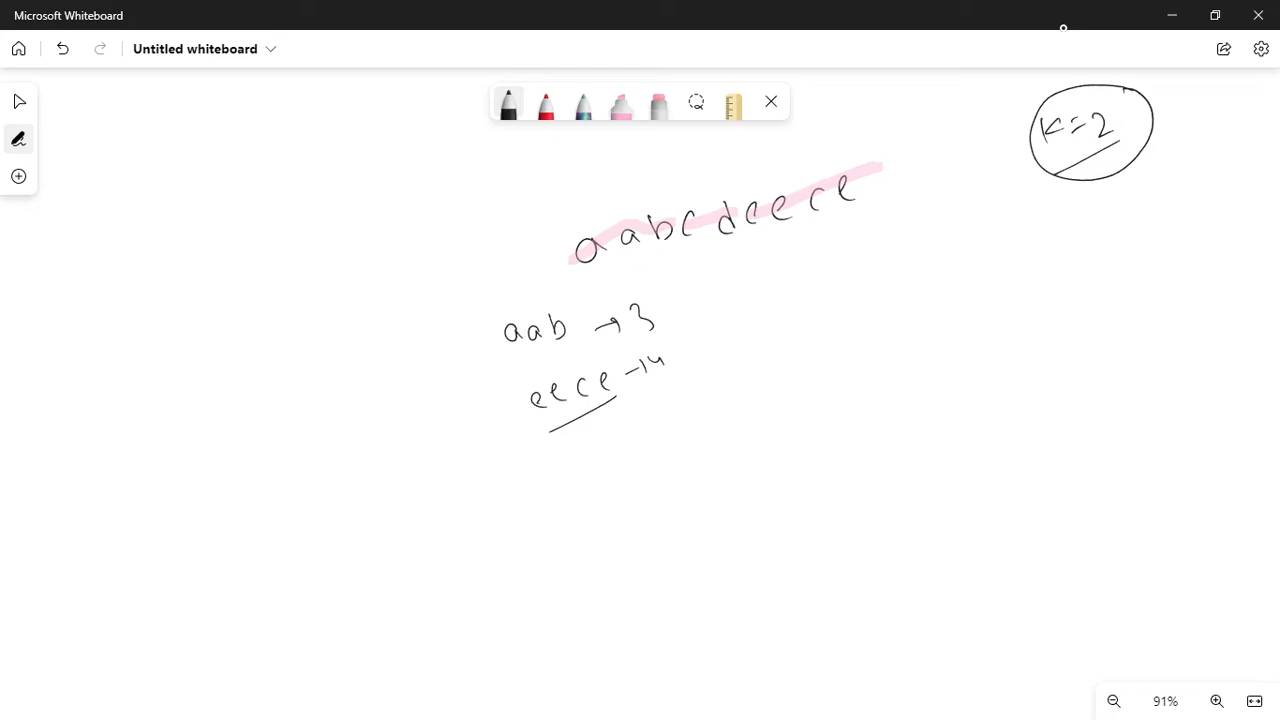 Microsoft Whiteboard
Untitled whiteboard
K=2
aabcdeece
aab → 3
eece → 4
91%